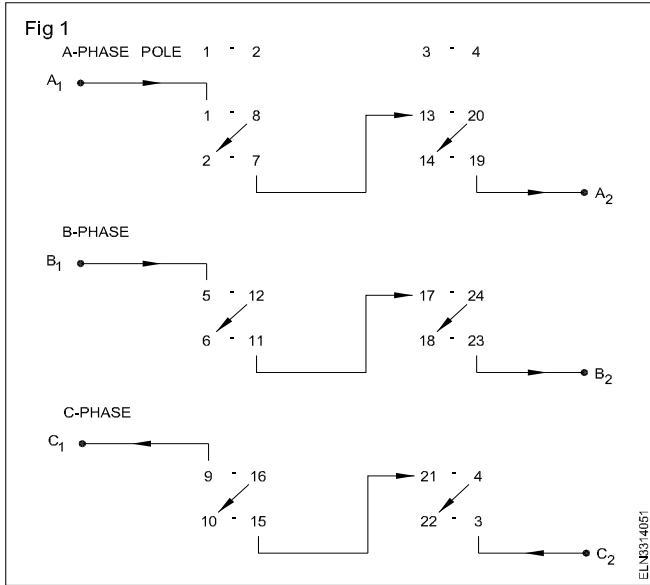 Fig 1
A-PHASE POLE 1 - 2 3 - 4
A1
1 - 8 13 - 20
2 - 7 14 - 19
A2
B-PHASE
B1
5 - 12 17 - 24
6 - 11 18 - 23
B2
C-PHASE
C1
9 - 16 21 - 4
10 - 15 22 - 3
C2
ELN3314051